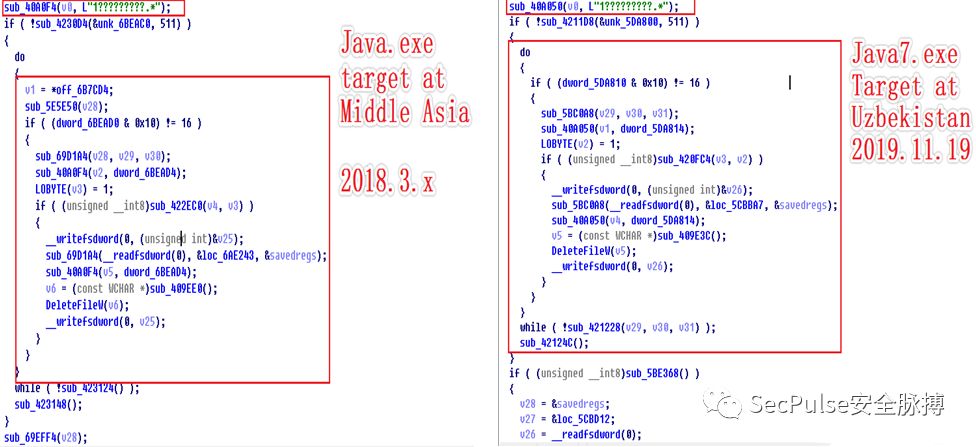 sub_40A0F4(v0, L"1?????????.*");
if ( !sub_4230D4(&unk_6BEAC0, 511) )
{
do
{
v1 = *off_6B7CD4;
sub_5E5E50(v28);
if ( (dword_6BEAD0 & 0x10) != 16 )
{
sub_69D1A4(v28, v29, v30);
sub_40A0F4(v2, dword_6BEAD4);
LOBYTE(v3) = 1;
if ( (unsigned __int8)sub_422EC0(v4, v3) )
{
__writefsdword(0, (unsigned int)&v25);
sub_69D1A4(__readfsdword(0), &loc_6AE243, &savedregs);
sub_40A0F4(v5, dword_6BEAD4);
v6 = (const WCHAR *)sub_409EE0();
DeleteFileW(v6);
__writefsdword(0, v25);
}
}
}
while ( !sub_423124() );
sub_423148();
}
sub_69EFF4(v28);
Java.exe
target at
Middle Asia
2018.3.x
sub_40A050(v0, L"1?????????.*");
if ( !sub_4211D8(&unk_5DA800, 511) )
{
do
{
if ( (dword_5DA810 & 0x10) != 16 )
{
sub_5BC0A8(v29, v30, v31);
sub_40A050(v1, dword_5DA814);
LOBYTE(v2) = 1;
if ( (unsigned __int8)sub_420FC4(v3, v2) )
{
__writefsdword(0, (unsigned int)&v26);
sub_5BC0A8(__readfsdword(0), &loc_5CBBA7, &savedregs);
sub_40A050(v4, dword_5DA814);
v5 = (const WCHAR *)sub_409E3C();
DeleteFileW(v5);
__writefsdword(0, v26);
}
}
}
while ( !sub_421228(v29, v30, v31) );
sub_42124C();
}
if ( (unsigned __int8)sub_5BE368() )
{
v28 = &savedregs;
v27 = &loc_5CBD12;
v26 = __readfsdword(0);
Java7.exe
Target at
Uzbekistan
2019.11.19
SecPulse安全脉搏